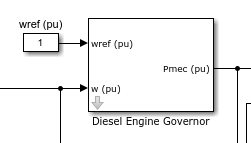 wref (pu)
1
wref (pu)
Pmec (pu)
w (pu)
Diesel Engine Governor